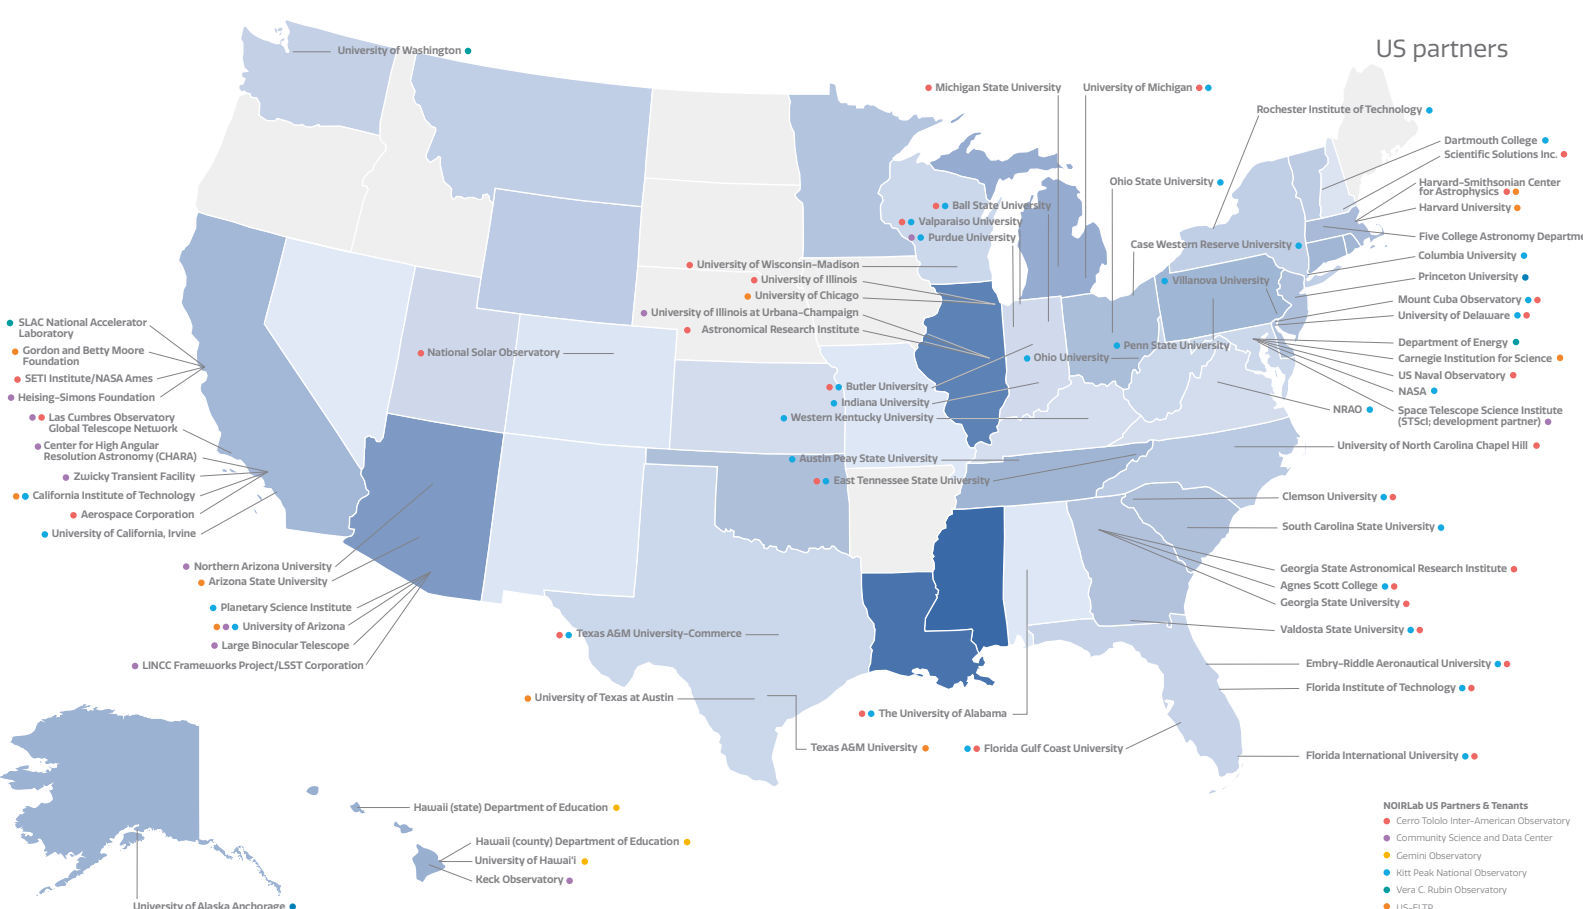 US partners
University of Washington
Michigan State University
University of Michigan
Rochester Institute of Technology
Dartmouth College
Scientific Solutions Inc.
Ohio State University
Harvard-Smithsonian Center
for Astrophysics
Harvard University
Ball State University
Valparaiso University
Purdue University
Five College Astronomy Departme
Case Western Reserve University
Columbia University
University of Wisconsin-Madison
University of Illinois
Villanova University
Princeton University
University of Chicago
Mount Cuba Observatory
University of Illinois at Urbana-Champaign
University of Delaware
SLAC National Accelerator
Laboratory
Astronomical Research Institute
Penn State University
Department of Energy
Gordon and Betty Moore
Foundation
National Solar Observatory
Ohio University
Carnegie Institution for Science
SETI Institute/NASA Ames
US Naval Observatory
Heising-Simons Foundation
Butler University
NASA
Indiana University
NRAO
Space Telescope Science Institute
(STScI; development partner)
Las Cumbres Observatory
Global Telescope Network
Western Kentucky University
Center for High Angular
Resolution Astronomy (CHARA)
University of North Carolina Chapel Hill
Austin Peay State University
Zwicky Transient Facility
East Tennessee State University
California Institute of Technology
Clemson University
Aerospace Corporation
South Carolina State University
University of California, Irvine
Northern Arizona University
Georgia State Astronomical Research Institute
Arizona State University
Agnes Scott College
Georgia State University
Planetary Science Institute
University of Arizona
Texas A&M University-Commerce
Valdosta State University
Large Binocular Telescope
LINCC Frameworks Project/LSST Corporation
Embry-Riddle Aeronautical University
University of Texas at Austin
Florida Institute of Technology
The University of Alabama
Texas A&M University
Florida Gulf Coast University
Florida International University
Hawaii (state) Department of Education
Hawaii (county) Department of Education
University of Hawai'i
Keck Observatory
University of Alaska Anchorage
NOIRLab US Partners & Tenants
Cerro Tololo Inter-American Observatory
Community Science and Data Center
Gemini Observatory
Kitt Peak National Observatory
Vera C. Rubin Observatory
US-ELTP